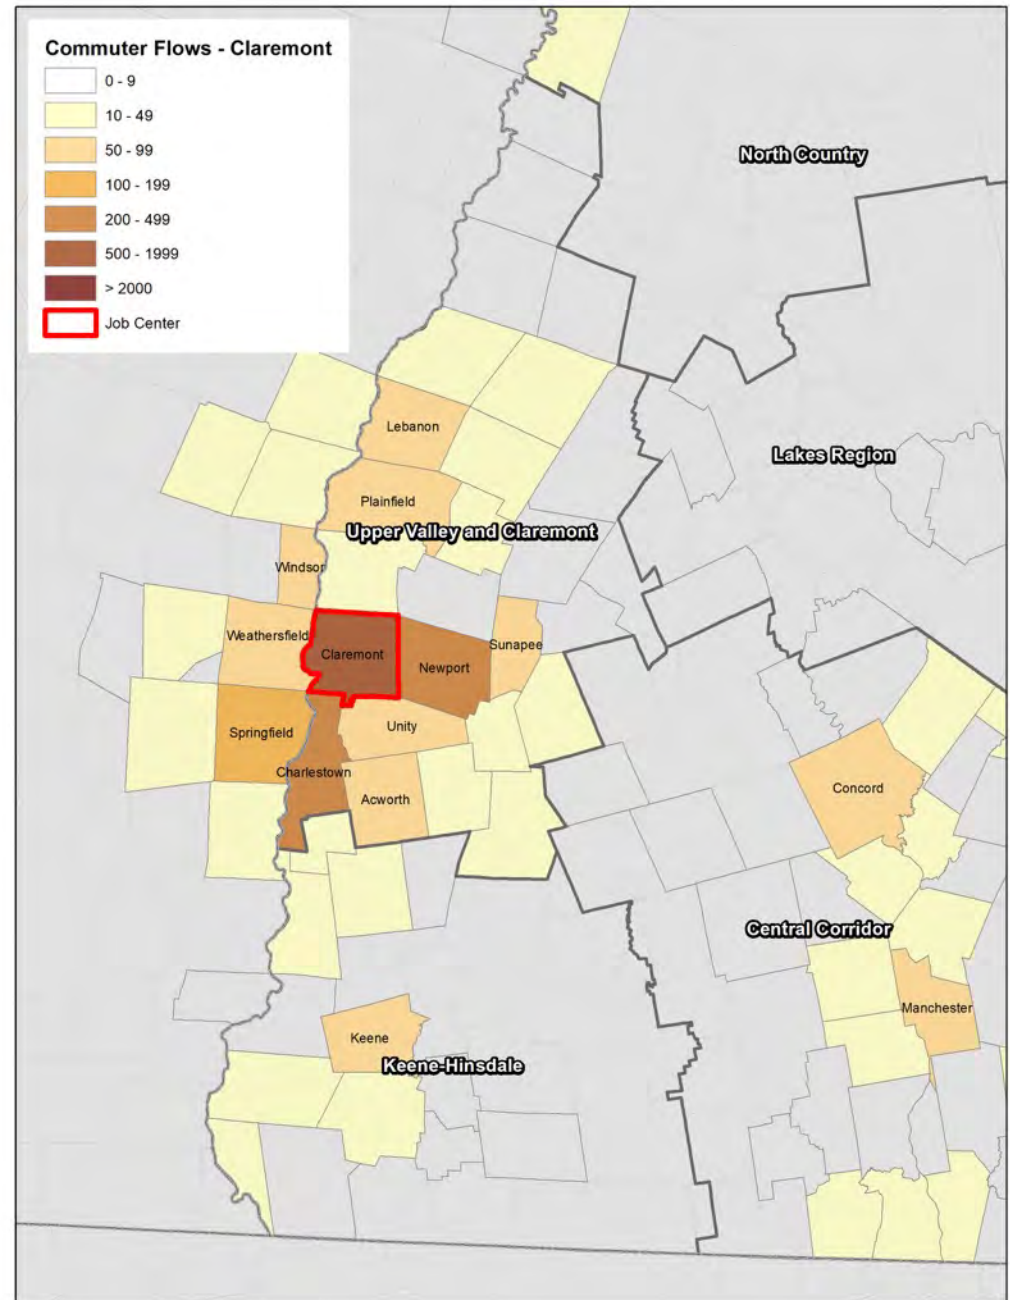 Commuter Flows - Claremont
0 - 9
10 - 49
50 - 99
100 - 199
200 - 499
500 - 1999
> 2000
Job Center
North Country
Lakes Region
Lebanon
Plainfield
Upper Valley and Claremont
Windsor
Weathersfield
Claremont
Newport
Sunapee
Springfield
Unity
Charlestown
Acworth
Concord
Central Corridor
Manchester
Keene
Keene-Hinsdale